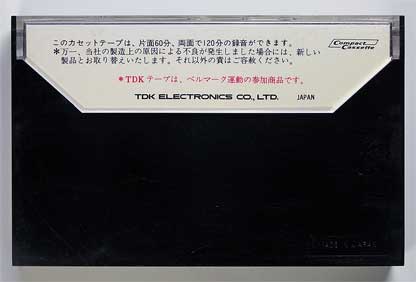 このカセットテープは、片面60分、両面で120分の録音ができます。
Compact
Cassette
*万一、当社の製造上の原因による不良が発生しました場合には、新しい
製品とお取り替えいたします。それ以外の責はご容赦ください。
*TDKテープは、ベルマーク運動の参加商品です。
TDK ELECTRONICS CO., LTD. JAPAN
MADE IN JAPAN